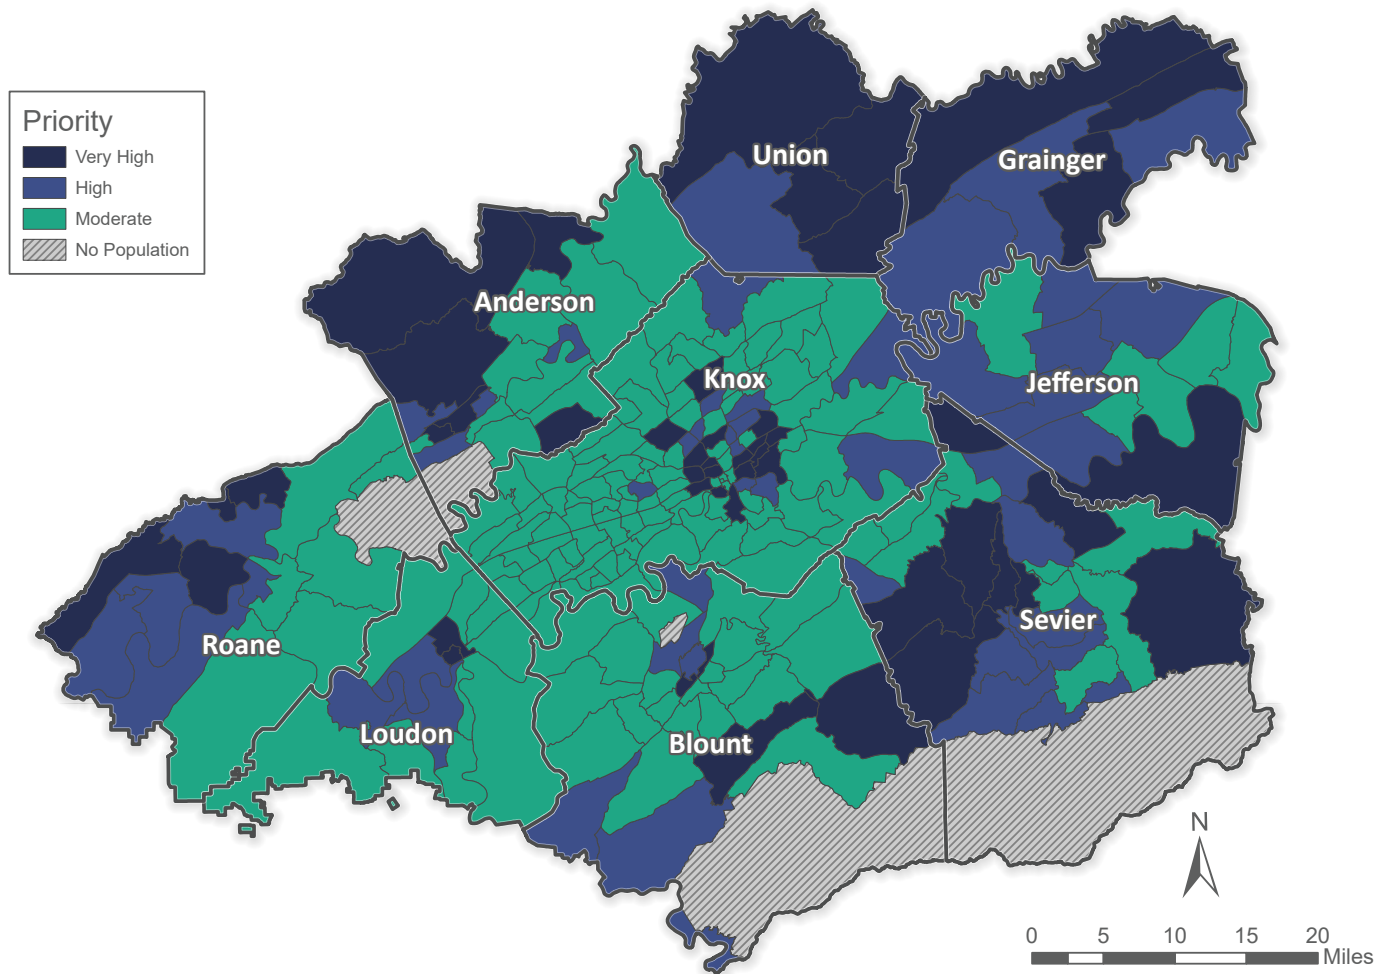 Priority
Very High
High
Moderate
No Population
Union
Grainger
Anderson
Knox
Jefferson
Roane
Sevier
Loudon
Blount
N
0 5 10 15 20
Miles